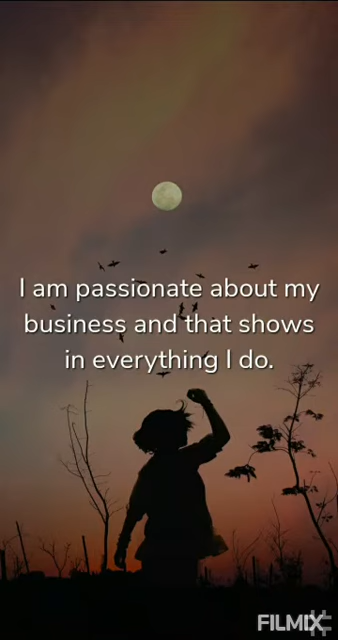 I am passionate about my
business and that shows
in everything I do.
FILMIX